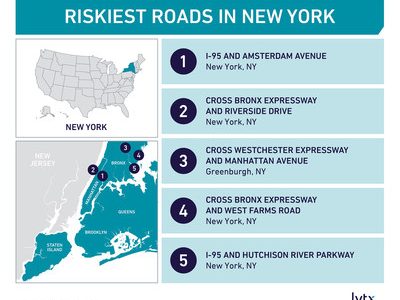 RISKIEST ROADS IN NEW YORK
NEW YORK
NEW
JERSEY
MANHATTAN
BRONX
QUEENS
BROOKLYN
STATEN
ISLAND
2
1
3
4
5
1
I-95 AND AMSTERDAM AVENUE
New York, NY
2
CROSS BRONX EXPRESSWAY
AND RIVERSIDE DRIVE
New York, NY
3
CROSS WESTCHESTER EXPRESSWAY
AND MANHATTAN AVENUE
Greenburgh, NY
4
CROSS BRONX EXPRESSWAY
AND WEST FARMS ROAD
New York, NY
5
I-95 AND HUTCHISON RIVER PARKWAY
New York, NY
lytx